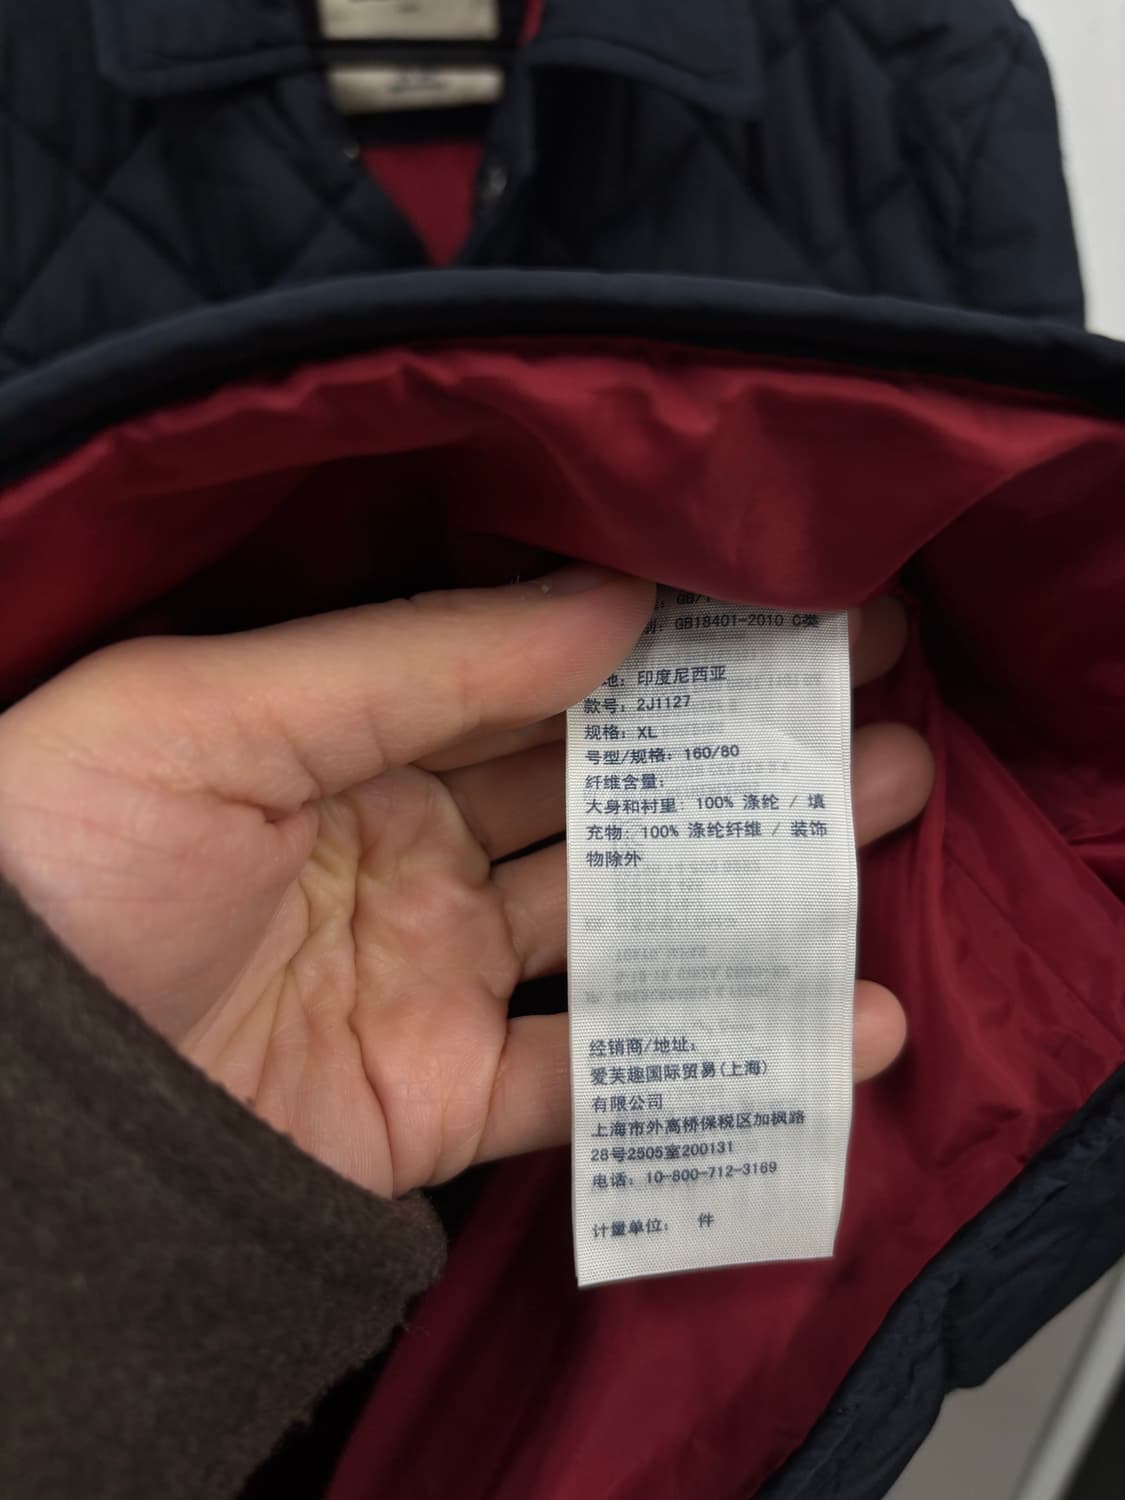 GB/T
别: GB18401-2010 C类
地: 印度尼西亚
款号: 2J1127
规格: XL
号型/规格: 160/80
纤维含量:
大身和衬里: 100% 涤纶 / 填
充物: 100% 涤纶纤维 / 装饰
物除外
经销商/地址:
爱芙趣国际贸易(上海)
有限公司
上海市外高桥保税区加枫路
28号2505室200131
电话: 10-800-712-3169
计量单位: 件